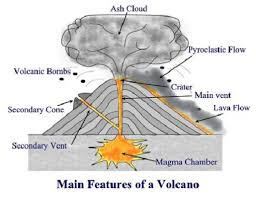 Ash Cloud
Pyroclastic Flow
Volcanic Bombs
Crater
Main vent
Secondary Cone
Lava Flow
Secondary Vent
Magma Chamber
Main Features of a Volcano